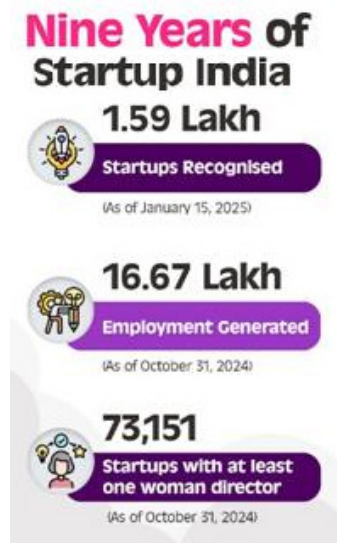 Nine Years of
Startup India
1.59 Lakh
Startups Recognised
(As of January 15, 2025)
16.67 Lakh
Employment Generated
(As of October 31, 2024)
73,151
Startups with at least
one woman director
(As of October 31, 2024)